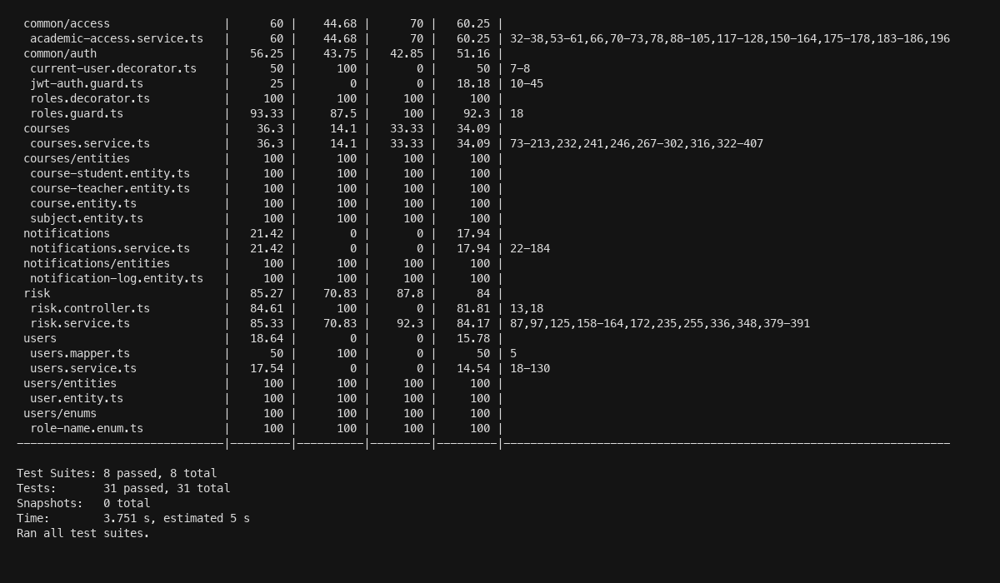 common/access                |      60 |    44.68 |      70 |   60.25 |
  academic-access.service.ts   |      60 |    44.68 |      70 |   60.25 | 32-38,53-61,66,70-73,78,88-105,117-128,150-164,175-178,183-186,196
 common/auth                   |   56.25 |    43.75 |   42.85 |   51.16 |
  current-user.decorator.ts    |      50 |      100 |       0 |      50 | 7-8
  jwt-auth.guard.ts            |      25 |        0 |       0 |   18.18 | 10-45
  roles.decorator.ts           |     100 |      100 |     100 |     100 |
  roles.guard.ts               |   93.33 |     87.5 |     100 |    92.3 | 18
 courses                       |    36.3 |     14.1 |   33.33 |   34.09 |
  courses.service.ts           |    36.3 |     14.1 |   33.33 |   34.09 | 73-213,232,241,246,267-302,316,322-407
 courses/entities              |     100 |      100 |     100 |     100 |
  course-student.entity.ts     |     100 |      100 |     100 |     100 |
  course-teacher.entity.ts     |     100 |      100 |     100 |     100 |
  course.entity.ts             |     100 |      100 |     100 |     100 |
  subject.entity.ts            |     100 |      100 |     100 |     100 |
 notifications                 |   21.42 |        0 |       0 |   17.94 |
  notifications.service.ts     |   21.42 |        0 |       0 |   17.94 | 22-184
 notifications/entities        |     100 |      100 |     100 |     100 |
  notification-log.entity.ts   |     100 |      100 |     100 |     100 |
 risk                          |   85.27 |    70.83 |    87.8 |      84 |
  risk.controller.ts           |   84.61 |      100 |       0 |   81.81 | 13,18
  risk.service.ts              |   85.33 |    70.83 |    92.3 |   84.17 | 87,97,125,158-164,172,235,255,336,348,379-391
 users                         |   18.64 |        0 |       0 |   15.78 |
  users.mapper.ts              |      50 |      100 |       0 |      50 | 5
  users.service.ts             |   17.54 |        0 |       0 |   14.54 | 18-130
 users/entities                |     100 |      100 |     100 |     100 |
  user.entity.ts               |     100 |      100 |     100 |     100 |
 users/enums                   |     100 |      100 |     100 |     100 |
  role-name.enum.ts            |     100 |      100 |     100 |     100 |
-------------------------------|---------|----------|---------|---------|-------------------------------------------------------------------
Test Suites: 8 passed, 8 total
Tests:       31 passed, 31 total
Snapshots:   0 total
Time:        3.751 s, estimated 5 s
Ran all test suites.